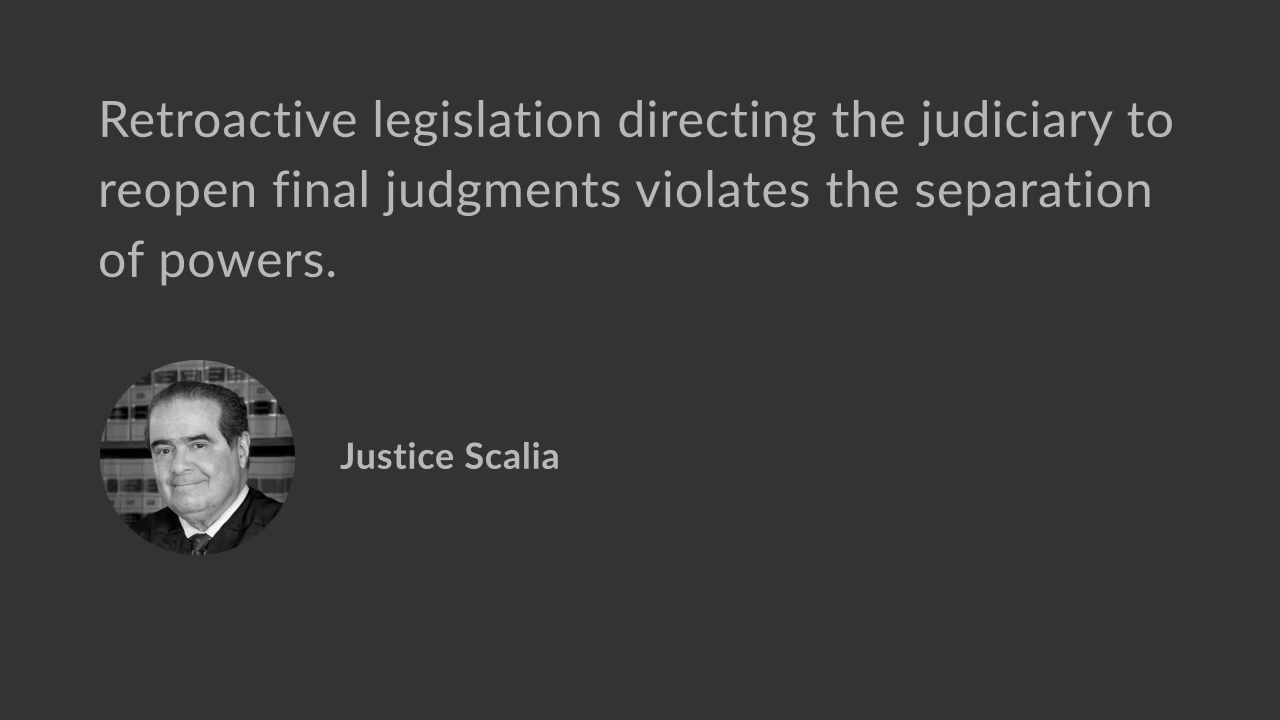 Retroactive legislation directing the judiciary to
reopen final judgments violates the separation
of powers.
Justice Scalia